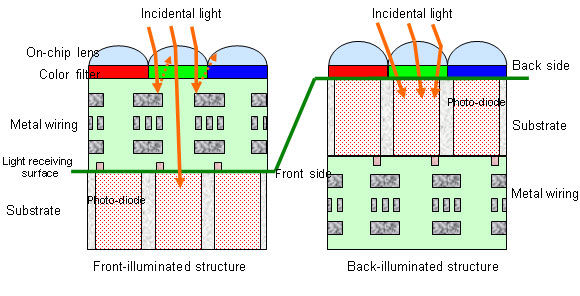 Incidental light
On-chip lens
Color filter
Metal wiring
Light receiving
surface
Photo-diode
Substrate
Front-illuminated structure
Incidental light
Back side
Photo-diode
Substrate
Front side
Metal wiring
Back-illuminated structure